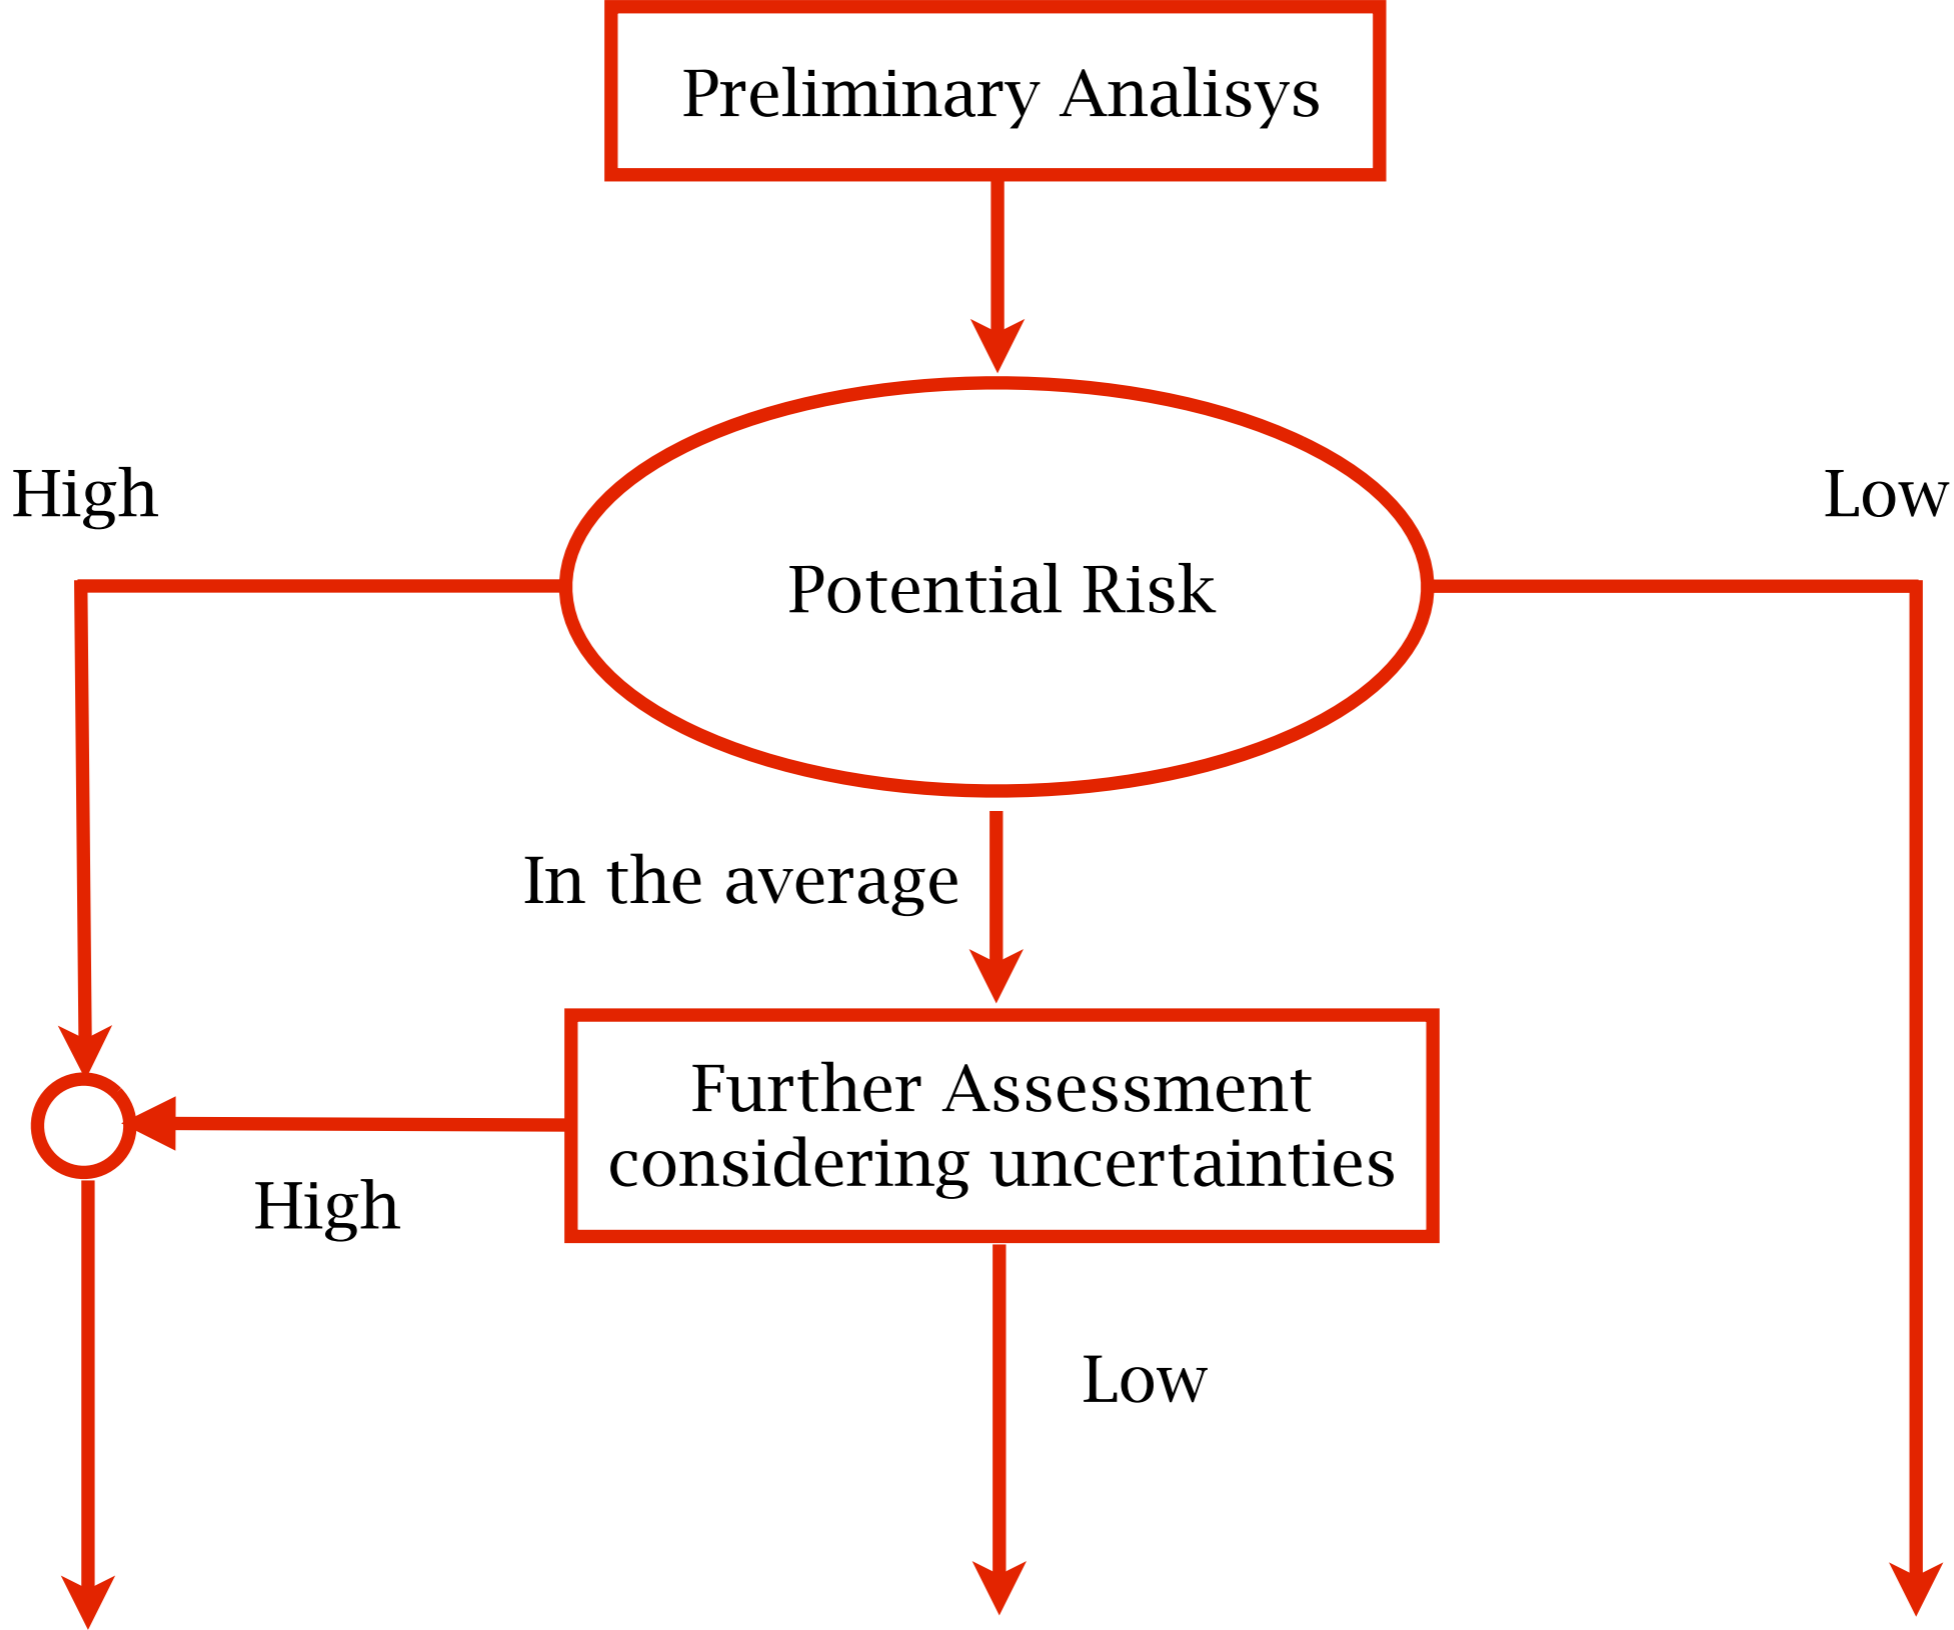 Preliminary Analisys
High
Low
Potential Risk
In the average
Further Assessment
considering uncertainties
High
Low